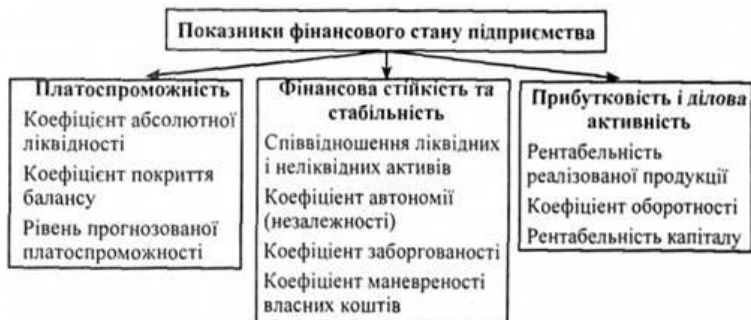 Показники фінансового стану підприємства
Платоспроможність
Коефіцієнт абсолютної
ліквідності
Коефіцієнт покриття
балансу
Рівень прогнозованої
платоспроможності
Фінансова стійкість та
стабільність
Співвідношення ліквідних
і неліквідних активів
Коефіцієнт автономії
(незалежності)
Коефіцієнт заборгованості
Коефіцієнт маневреності
власних коштів
Прибутковість і ділова
активність
Рентабельність
реалізованої продукції
Коефіцієнт оборотності
Рентабельність капіталу